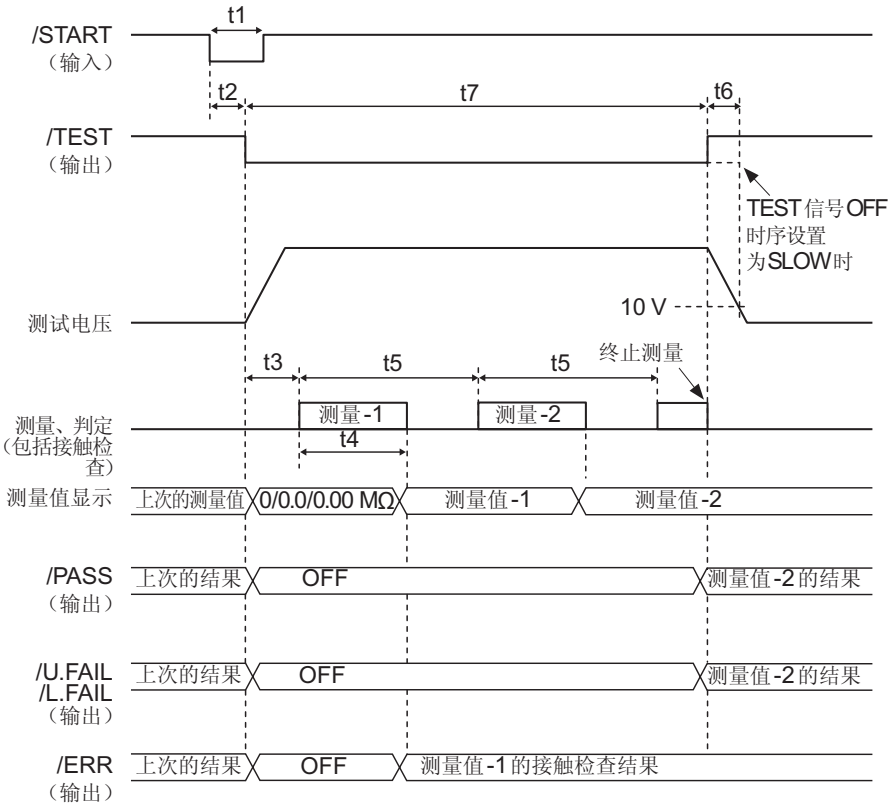 t1
/START
（输入）
t2
t7
t6
/TEST
（输出）
TEST信号OFF
时序设置
为SLOW时
10 V
测试电压
终止测量
t3
t5
t5
测量、判定
（包括接触检
查）
测量-1
测量-2
t4
测量值显示
上次的测量值
0/0.0/0.00 MΩ
测量值-1
测量值-2
/PASS
（输出）
上次的结果
OFF
测量值-2的结果
/U.FAIL
/L.FAIL
（输出）
上次的结果
OFF
测量值-2的结果
/ERR
（输出）
上次的结果
OFF
测量值-1的接触检查结果